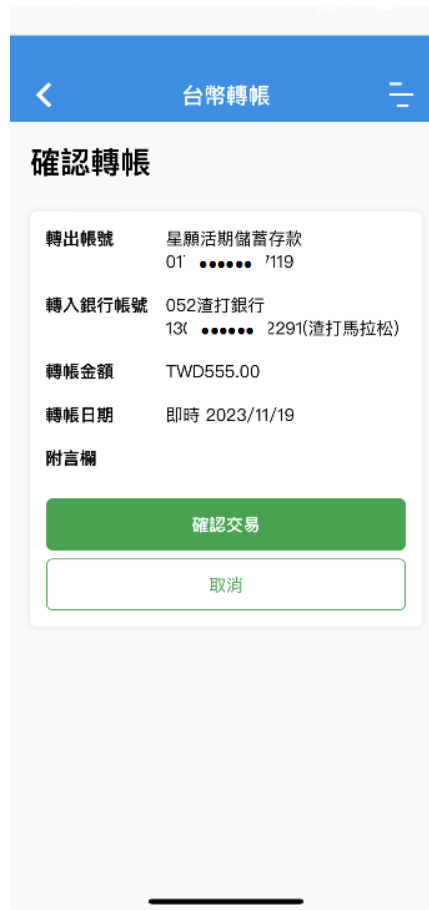 台幣轉帳
確認轉帳
轉出帳號 星願活期儲蓄存款
01 ●●●●●● 7119
轉入銀行帳號 052渣打銀行
130 ●●●●●● 2291(渣打馬拉松)
轉帳金額 TWD555.00
轉帳日期 即時 2023/11/19
附言欄
確認交易
取消